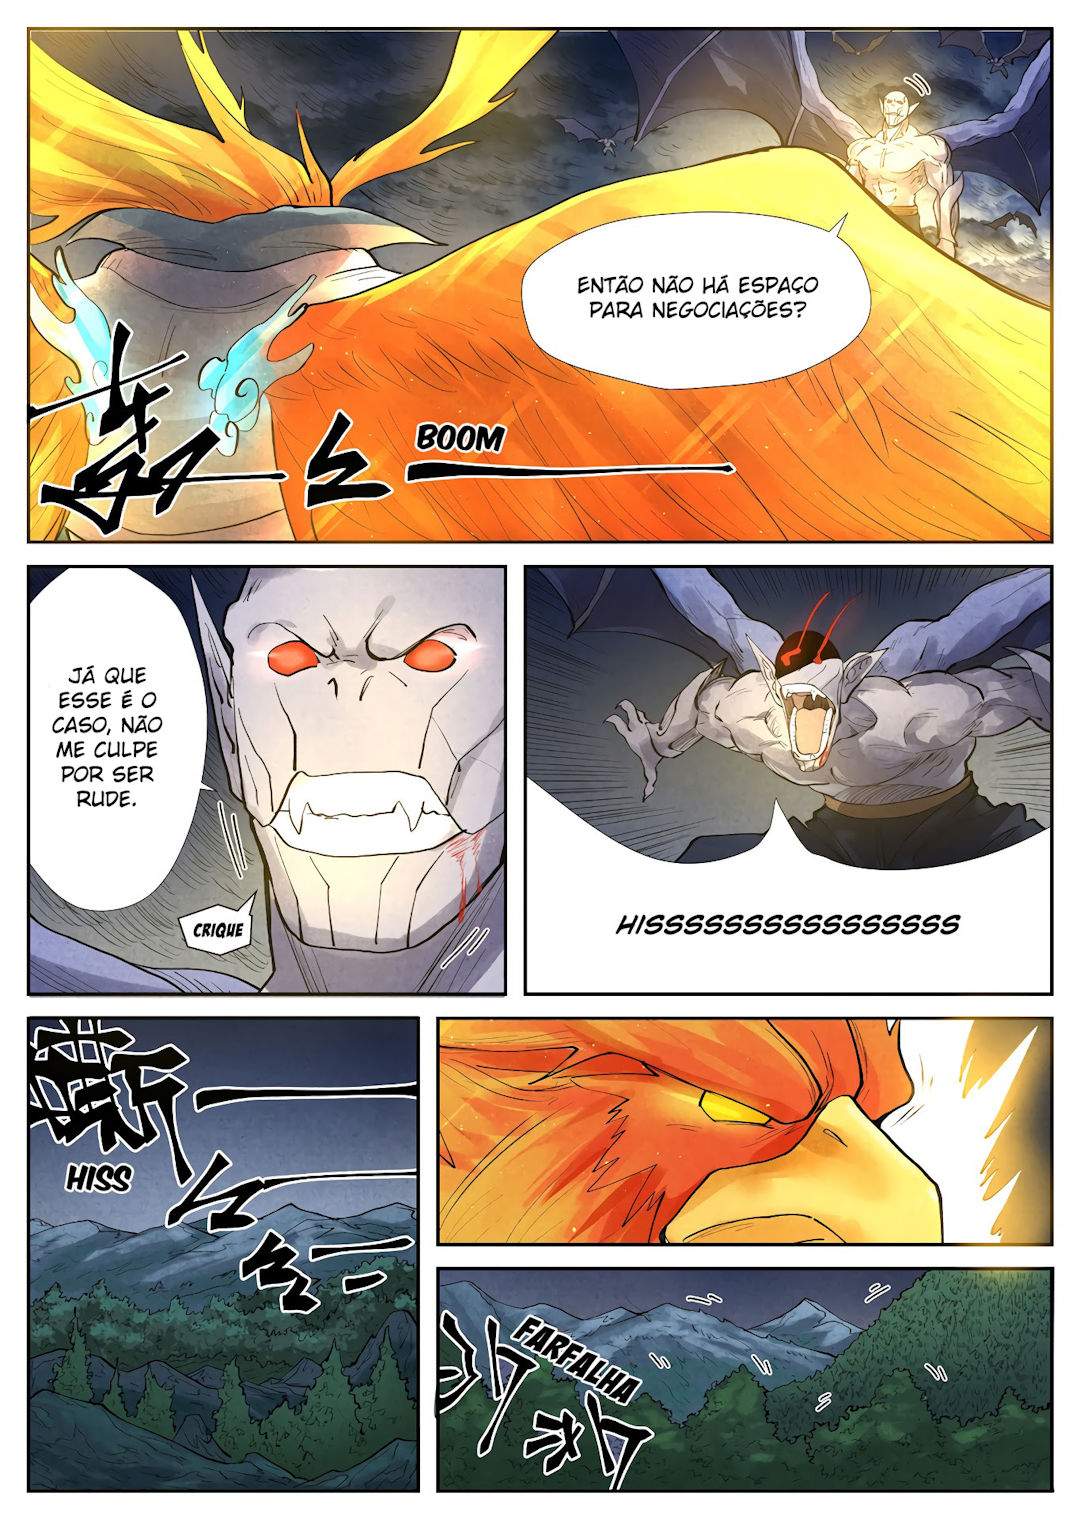 ENTÃO NÃO HÁ ESPAÇO
PARA NEGOCIAÇÕES?
BOOM
JÁ QUE
ESSE É O
CASO, NÃO
ME CULPE
POR SER
RUDE.
CRIQUE
HISSSSSSSSSSSSSSSSS
HISS
FARFALHA